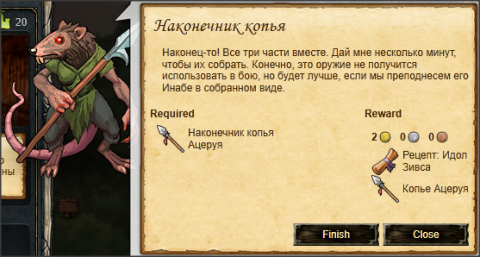 20
Наконечник копья
Наконец-то! Все три части вместе. Дай мне несколько минут,
чтобы их собрать. Конечно, это оружие не получится
использовать в бою, но будет лучше, если мы преподнесем его
Инабе в собранном виде.
Required
Наконечник копья
Ацеруя
Reward
2 0 0
Рецепт: Идол
Зивса
Копье Ацеруя
ны
Finish
Close